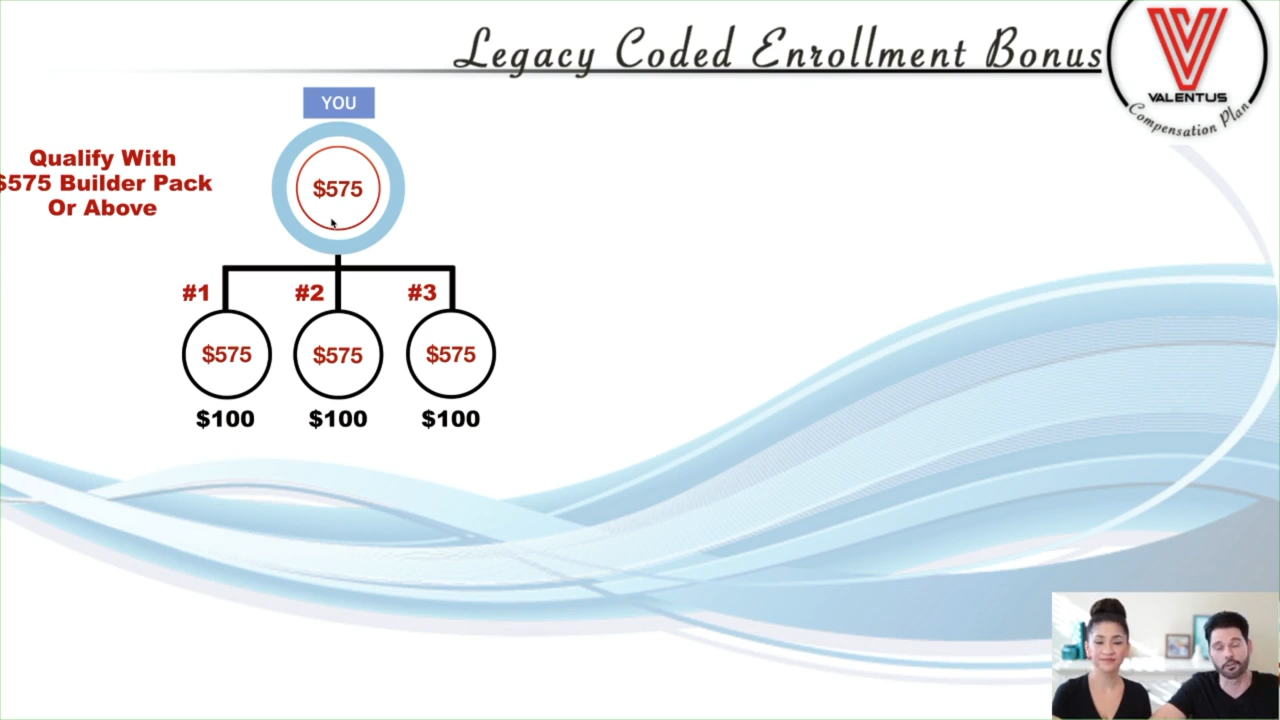 Legacy Coded Enrollment Bonus
VALENTUS
Compensation Plan
YOU
Qualify With
$575 Builder Pack
Or Above
$575
#1
#2
#3
$575
$575
$575
$100
$100
$100